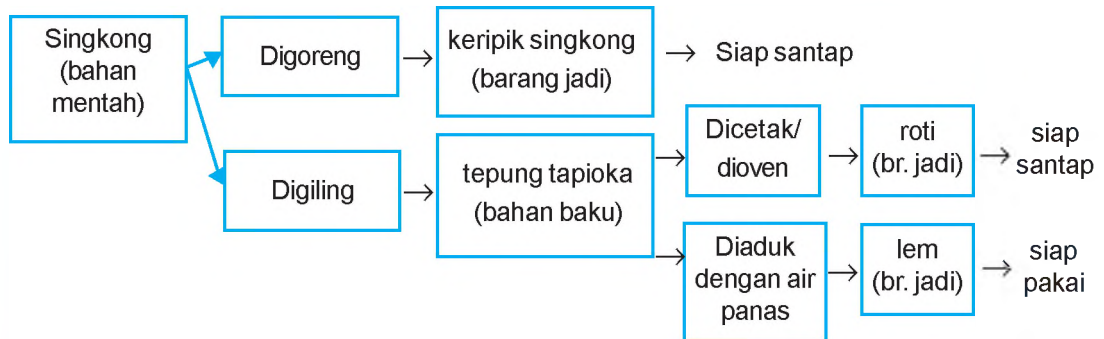 Singkong
(bahan
mentah)
Digoreng
keripik singkong
(barang jadi)
Siap santap
Digiling
tepung tapioka
(bahan baku)
Dicetak/
dioven
roti
(br. jadi)
siap
santap
Diaduk
dengan air
panas
lem
(br. jadi)
siap
pakai